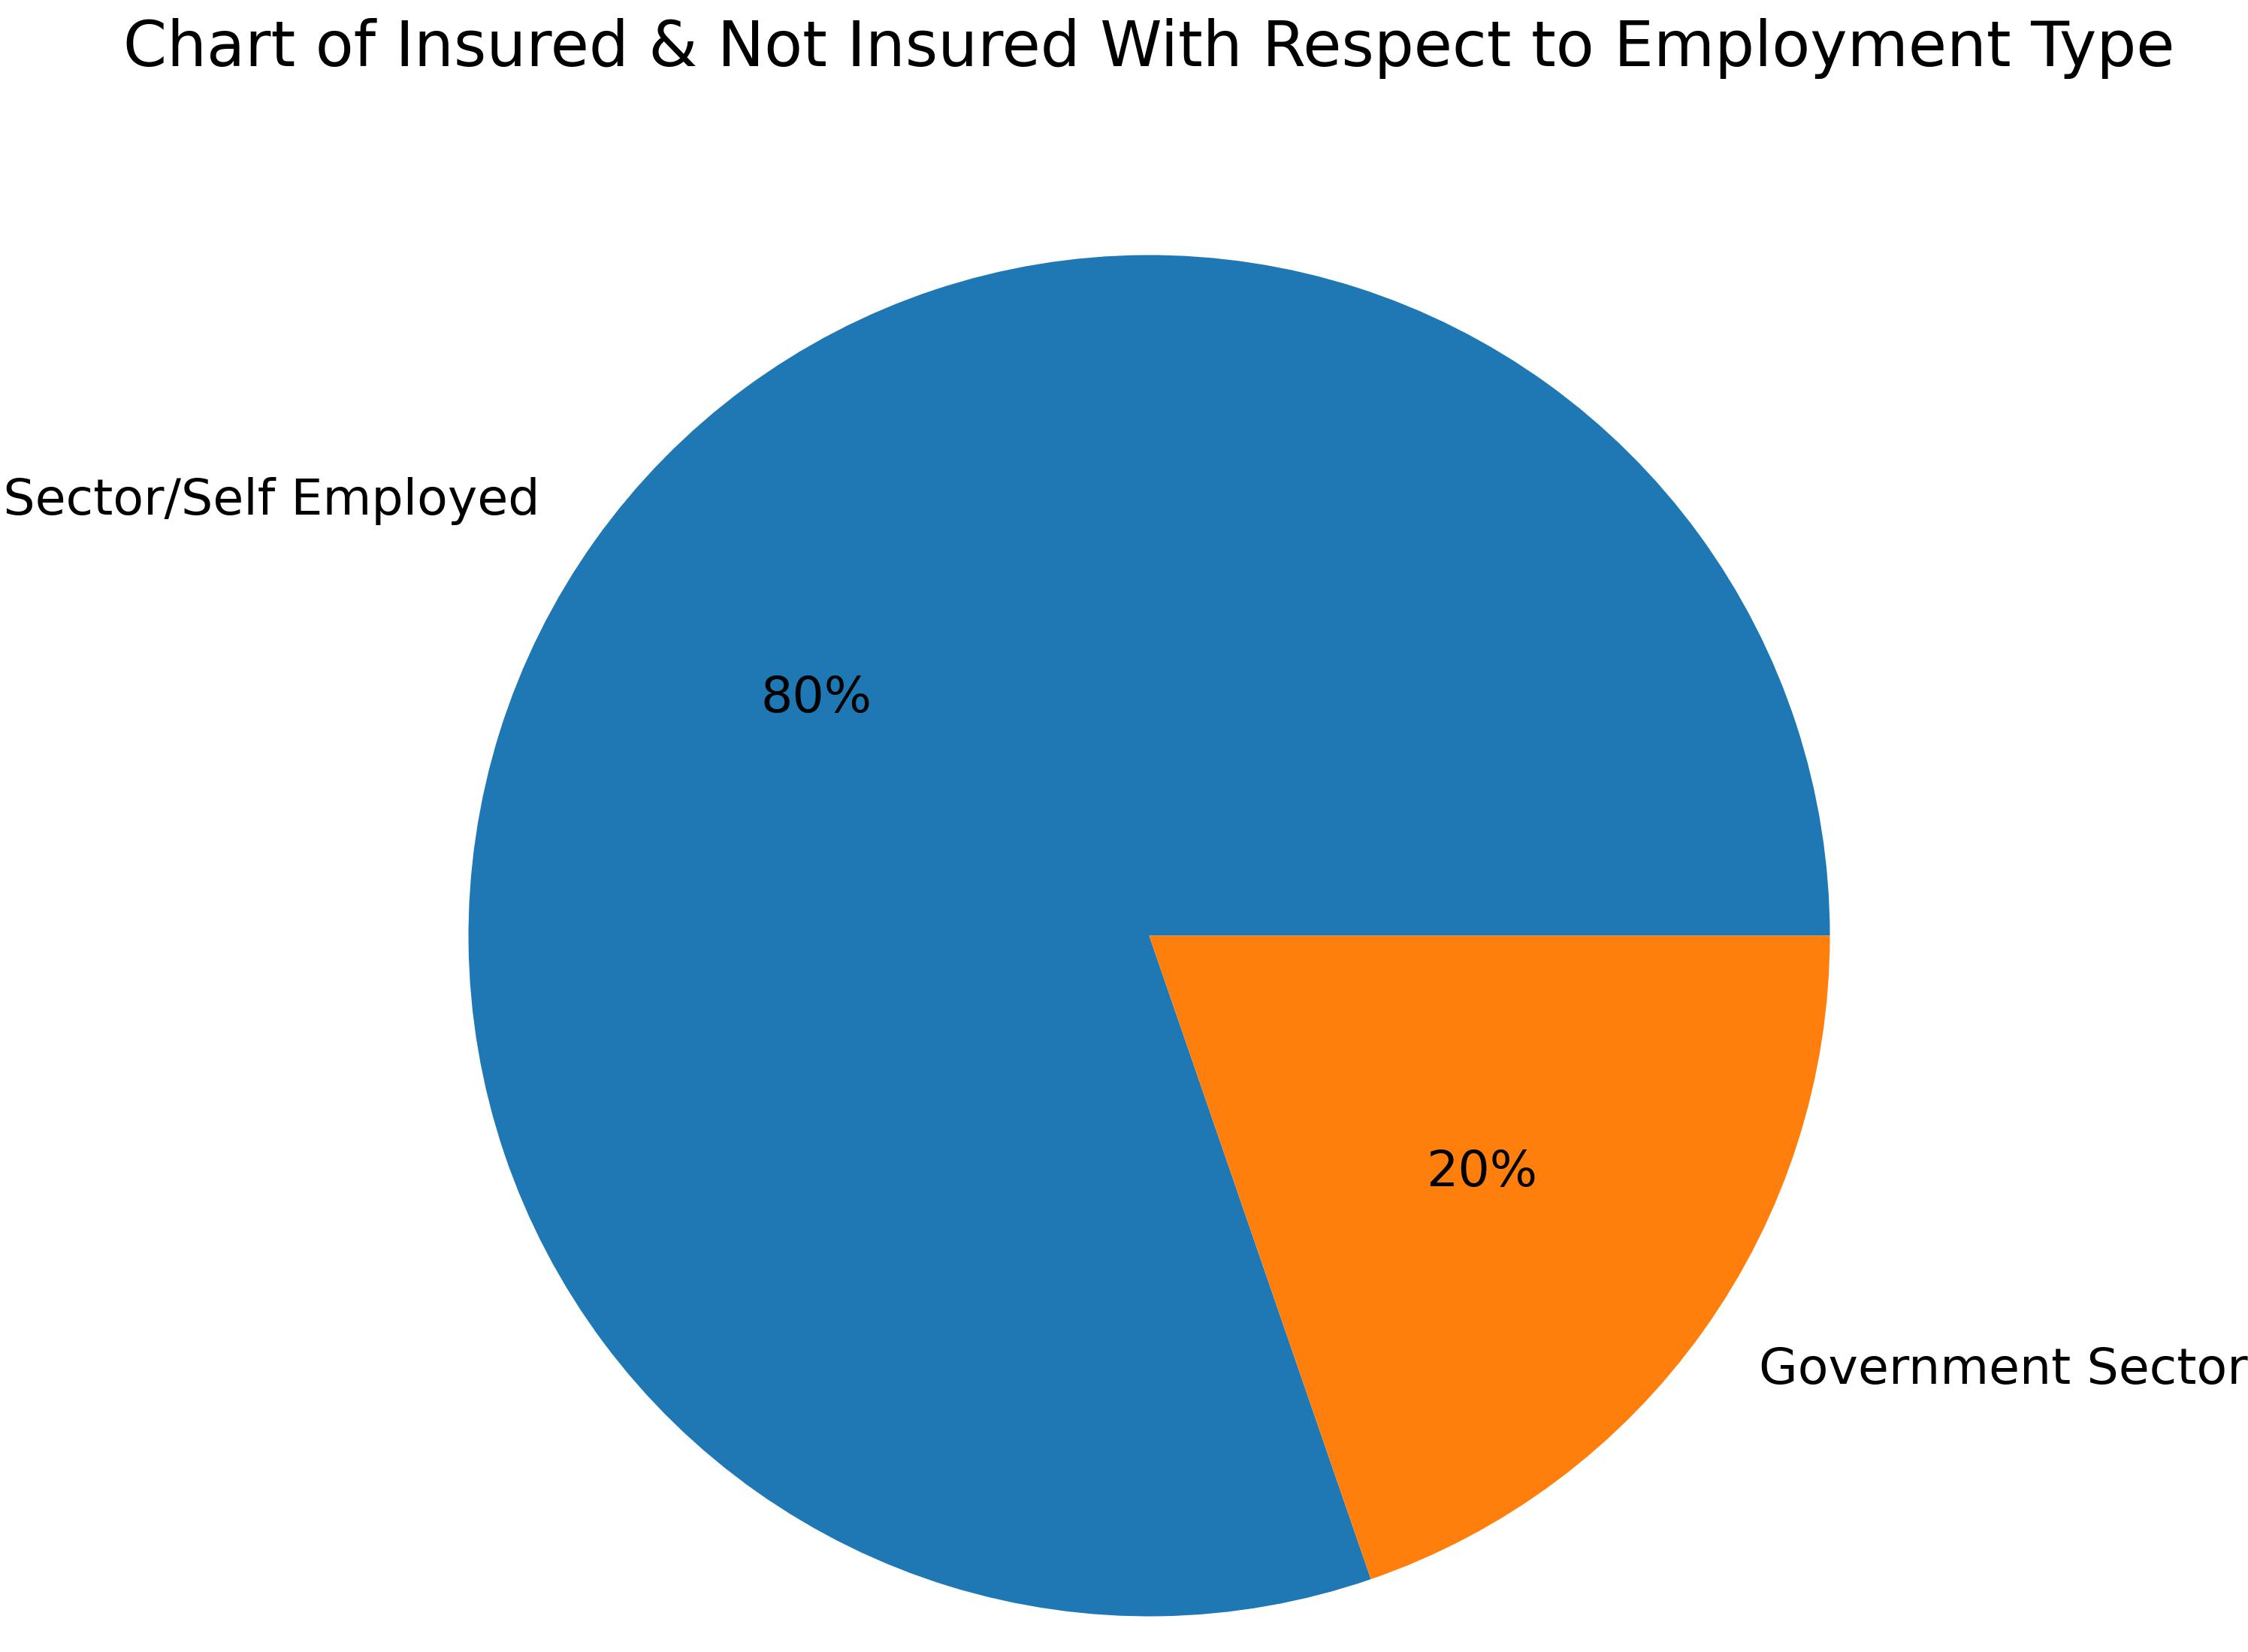 Chart of Insured & Not Insured With Respect to Employment Type
Sector/Self Employed
80%
20%
Government Sector